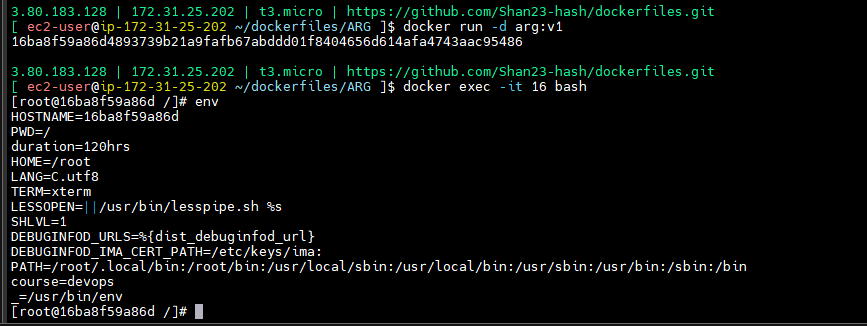 3.80.183.128 | 172.31.25.202 | t3.micro | https://github.com/Shan23-hash/dockerfiles.git
[ ec2-user@ip-172-31-25-202 ~/dockerfiles/ARG ]$ docker run -d arg:v1
16ba8f59a86d4893739b21a9fafb67abddd01f8404656d614afa4743aac95486
3.80.183.128 | 172.31.25.202 | t3.micro | https://github.com/Shan23-hash/dockerfiles.git
[ ec2-user@ip-172-31-25-202 ~/dockerfiles/ARG ]$ docker exec -it 16 bash
[root@16ba8f59a86d /]# env
HOSTNAME=16ba8f59a86d
PWD=/
duration=120hrs
HOME=/root
LANG=C.utf8
TERM=xterm
LESSOPEN=||/usr/bin/lesspipe.sh %s
SHLVL=1
DEBUGINFOD_URLS=%{dist_debuginfod_url}
DEBUGINFOD_IMA_CERT_PATH=/etc/keys/ima:
PATH=/root/.local/bin:/root/bin:/usr/local/sbin:/usr/local/bin:/usr/sbin:/usr/bin:/sbin:/bin
course=devops
_=/usr/bin/env
[root@16ba8f59a86d /]#